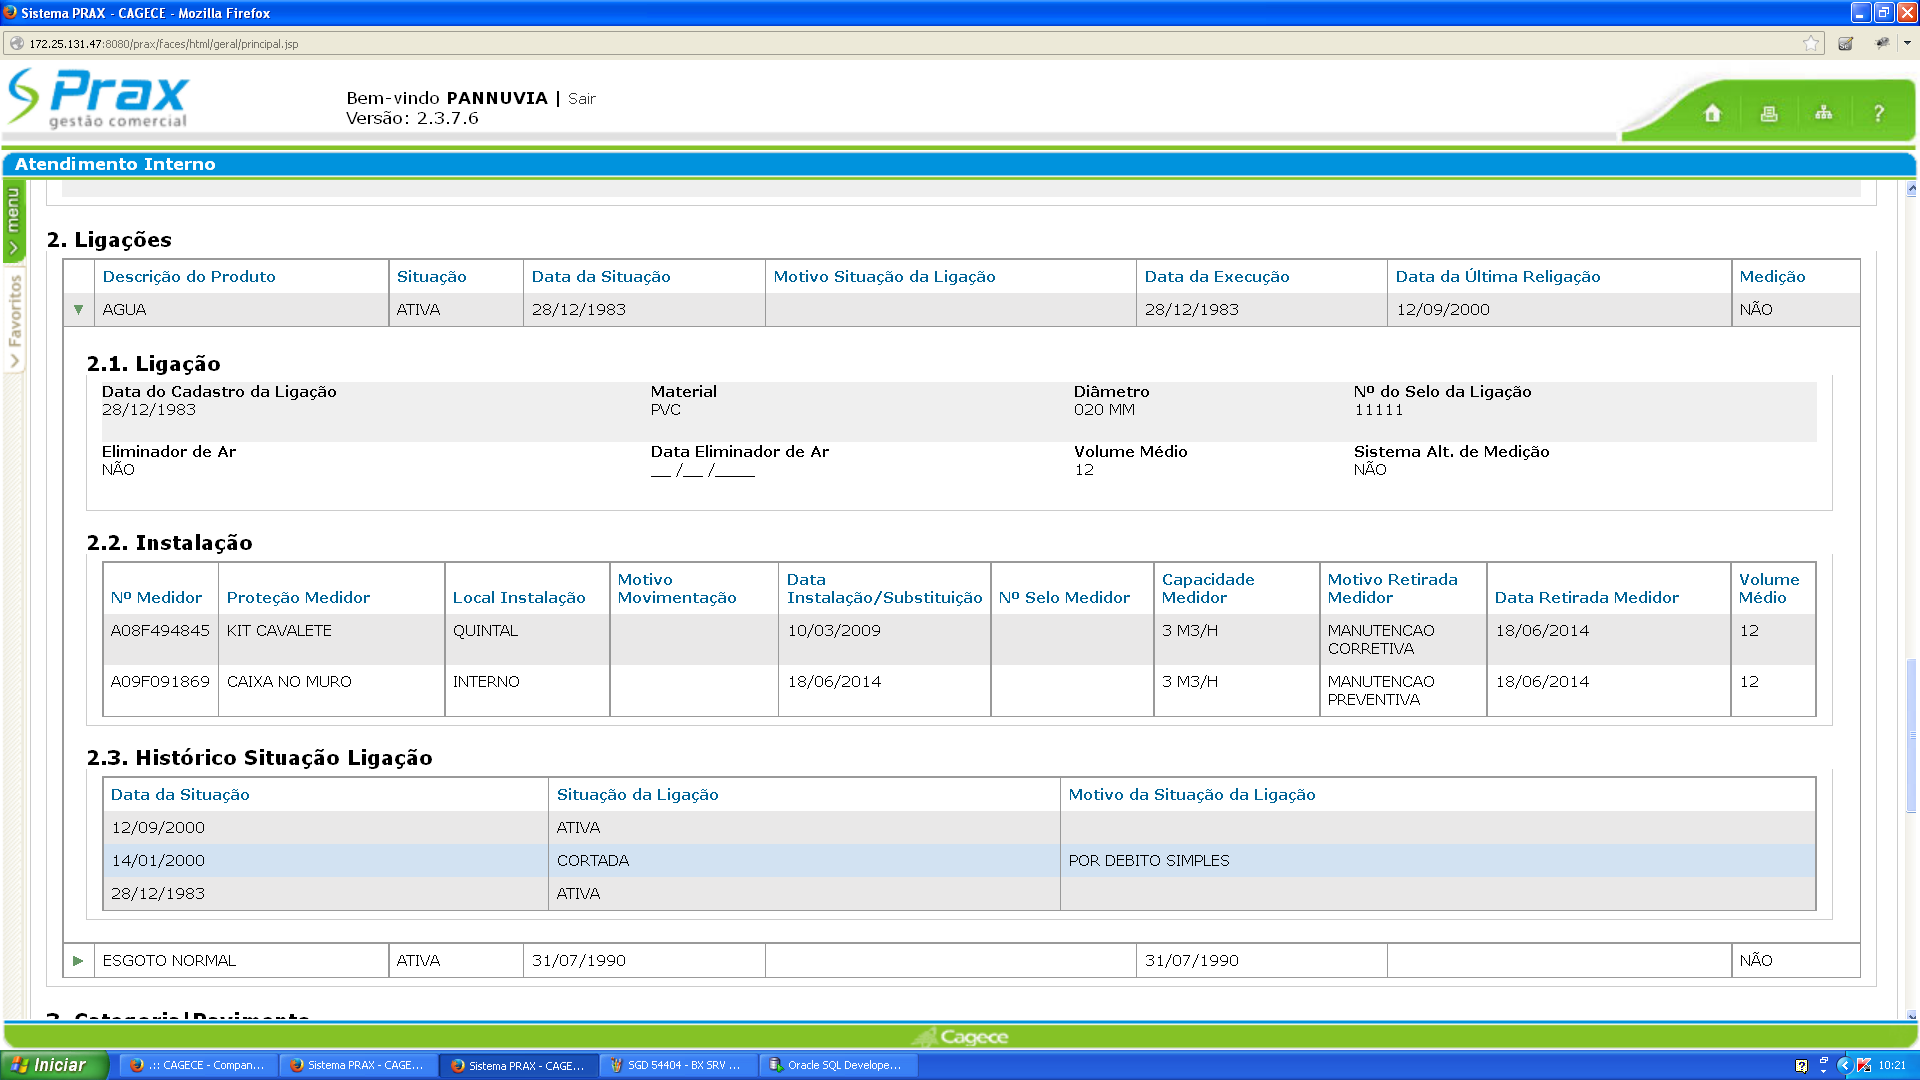 Sistema PRAX - CAGECE - Mozilla Firefox
172.25.131.47:8080/prax/faces/html/geral/principal.jsp
Prax
gestão comercial
Bem-vindo PANNUVIA | Sair
Versão: 2.3.7.6
?
Atendimento Interno
menu
Favoritos
2. Ligações
Descrição do Produto Situação Data da Situação Motivo Situação da Ligação Data da Execução Data da Última Religação Medição
AGUA ATIVA 28/12/1983 28/12/1983 12/09/2000 NÃO
2.1. Ligação
Data do Cadastro da Ligação Material Diâmetro Nº do Selo da Ligação
28/12/1983 PVC 020 MM 11111
Eliminador de Ar Data Eliminador de Ar Volume Médio Sistema Alt. de Medição
NÃO __ /__ /____ 12 NÃO
2.2. Instalação
Nº Medidor Proteção Medidor Local Instalação Motivo Movimentação Data Instalação/Substituição Nº Selo Medidor Capacidade Medidor Motivo Retirada Medidor Data Retirada Medidor Volume Médio
A08F494845 KIT CAVALETE QUINTAL 10/03/2009 3 M3/H MANUTENCAO CORRETIVA 18/06/2014 12
A09F091869 CAIXA NO MURO INTERNO 18/06/2014 3 M3/H MANUTENCAO PREVENTIVA 18/06/2014 12
2.3. Histórico Situação Ligação
Data da Situação Situação da Ligação Motivo da Situação da Ligação
12/09/2000 ATIVA
14/01/2000 CORTADA POR DEBITO SIMPLES
28/12/1983 ATIVA
ESGOTO NORMAL ATIVA 31/07/1990 31/07/1990 NÃO
Cagece
Iniciar .:: CAGECE - Compan... Sistema PRAX - CAGE... Sistema PRAX - CAGE... SGD 54404 - BX SRV ... Oracle SQL Develope... 10:21